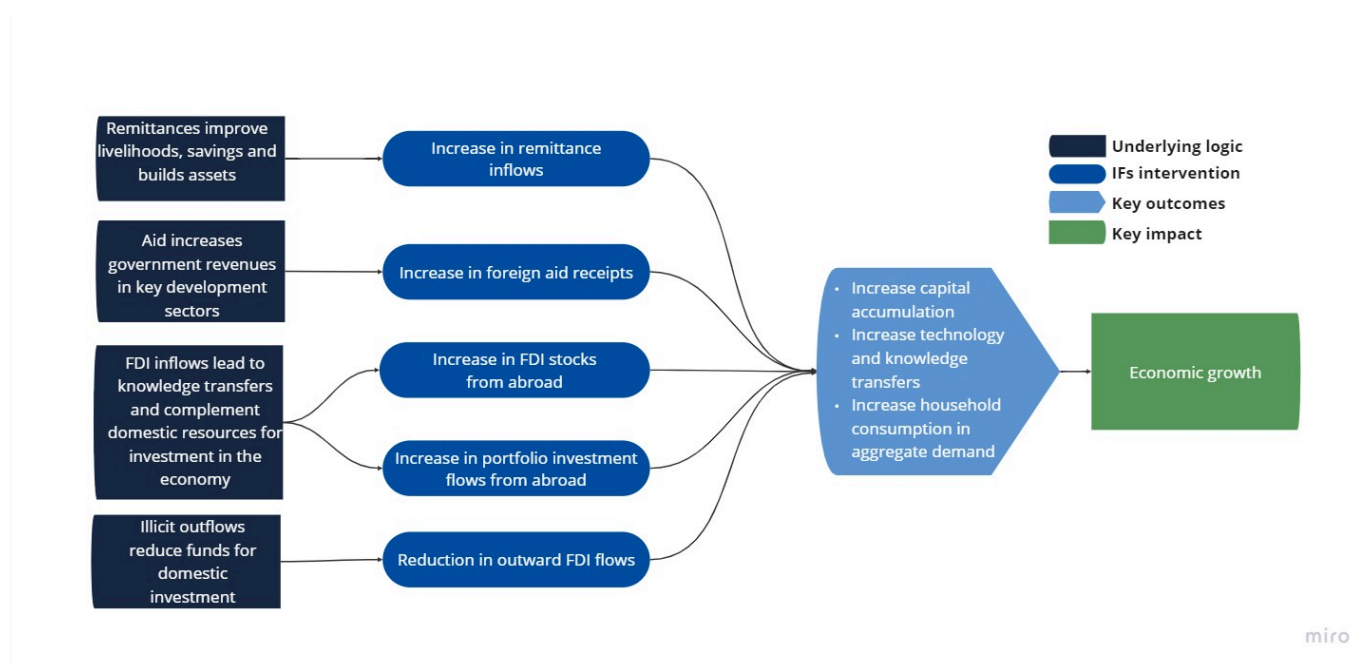 Remittances improve
livelihoods, savings and
builds assets
Increase in remittance
inflows
Aid increases
government revenues
in key development
sectors
Increase in foreign aid receipts
FDI inflows lead to
knowledge transfers
and complement
domestic resources for
investment in the
economy
Increase in FDI stocks
from abroad
Increase in portfolio investment
flows from abroad
Illicit outflows
reduce funds for
domestic
investment
Reduction in outward FDI flows
• Increase capital
accumulation
• Increase technology
and knowledge
transfers
• Increase household
consumption in
aggregate demand
Economic growth
Underlying logic
IFs intervention
Key outcomes
Key impact
miro